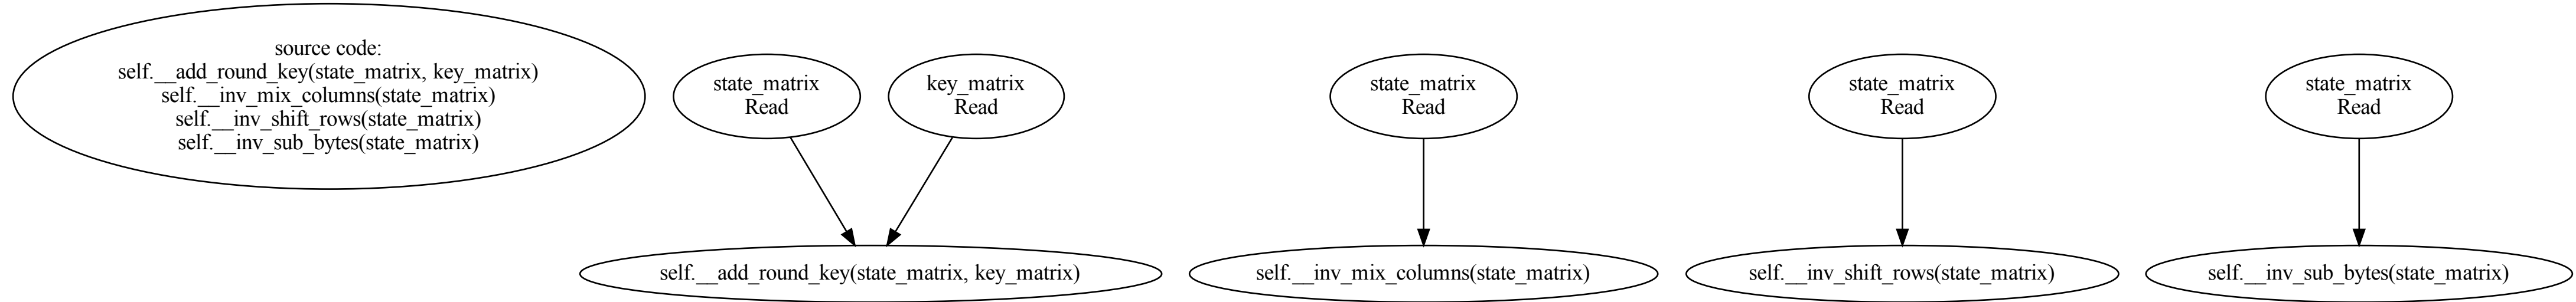 source code:
self.__add_round_key(state_matrix, key_matrix)
self.__inv_mix_columns(state_matrix)
self.__inv_shift_rows(state_matrix)
self.__inv_sub_bytes(state_matrix)
state_matrix
Read
key_matrix
Read
state_matrix
Read
state_matrix
Read
state_matrix
Read
self.__add_round_key(state_matrix, key_matrix)
self.__inv_mix_columns(state_matrix)
self.__inv_shift_rows(state_matrix)
self.__inv_sub_bytes(state_matrix)